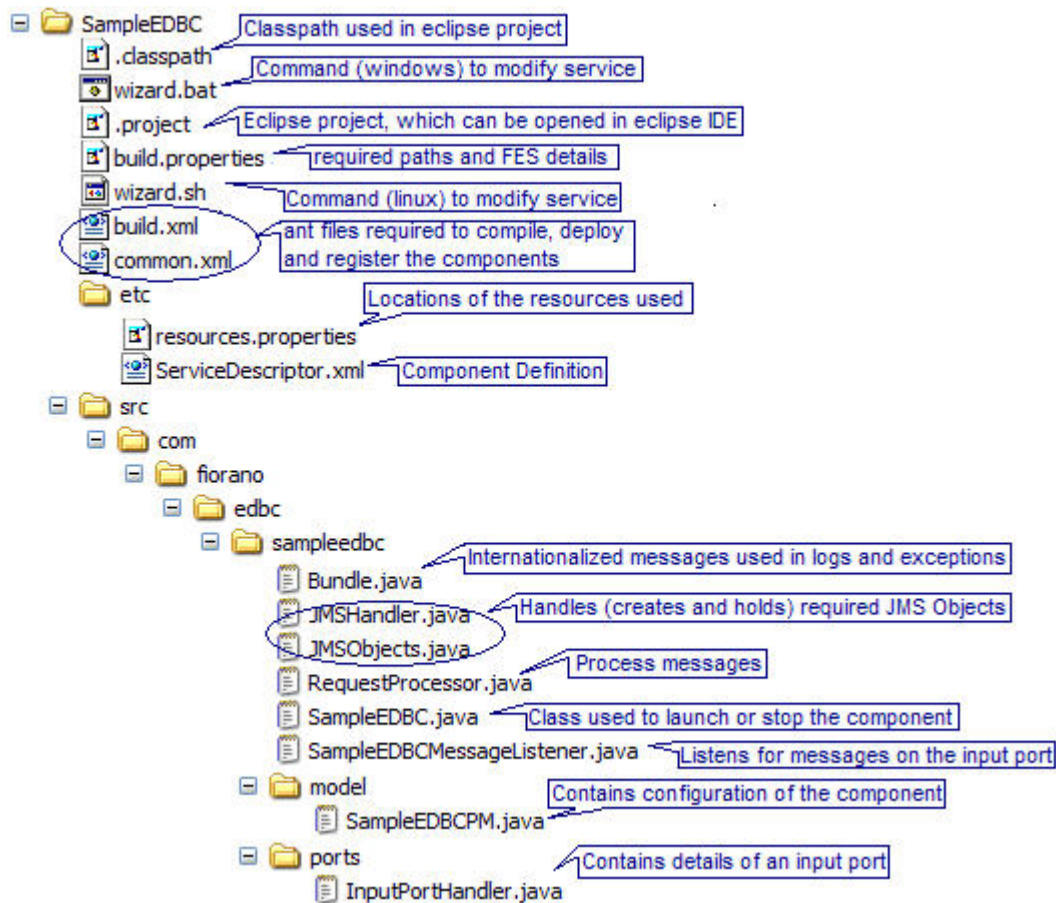 SampleEDBC
Classpath used in eclipse project
.classpath
Command (windows) to modify service
wizard.bat
.project
Eclipse project, which can be opened in eclipse IDE
build.properties
required paths and FES details
wizard.sh
Command (linux) to modify service
build.xml
ant files required to compile, deploy
and register the components
common.xml
etc
Locations of the resources used
resources.properties
ServiceDescriptor.xml
Component Definition
src
com
fiorano
edbc
sampleedbc
Internationalized messages used in logs and exceptions
Bundle.java
JMSHandler.java
Handles (creates and holds) required JMS Objects
JMSObjects.java
Process messages
RequestProcessor.java
SampleEDBC.java
Class used to launch or stop the component
SampleEDBCMessageListener.java
Listens for messages on the input port
model
Contains configuration of the component
SampleEDBCPM.java
ports
Contains details of an input port
InputPortHandler.java